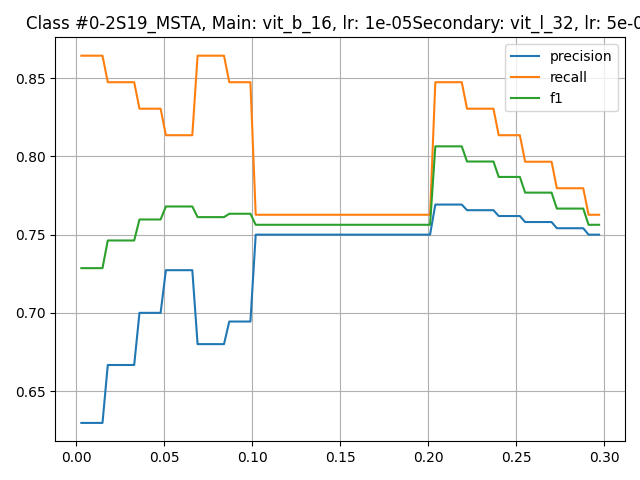 Class #0-2S19_MSTA, Main: vit_b_16, lr: 1e-05Secondary: vit_l_32, lr: 5e-0
precision
recall
f1
0.85
0.80
0.75
0.70
0.65
0.00 0.05 0.10 0.15 0.20 0.25 0.30